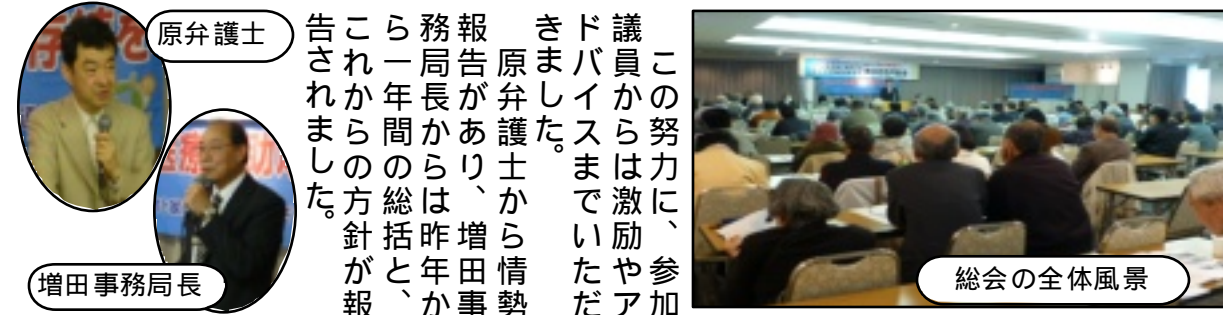 総会の全体風景
この努力に、参加
議員からは激励やア
ドバイスまでいただ
きました。
原弁護士から情勢
報告があり、増田事
務局長からは昨年か
ら一年間の総括と、
これからの方針が報
告されました。
原弁護士
増田事務局長